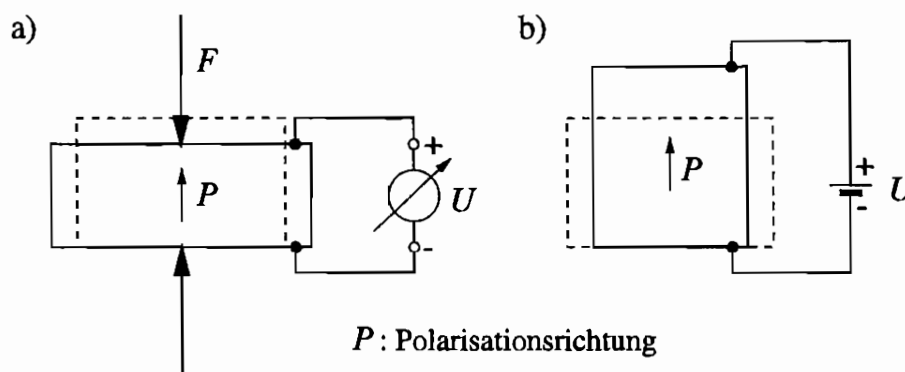 a)
F
P
+
U
-
b)
P
+
U
-
P : Polarisationsrichtung